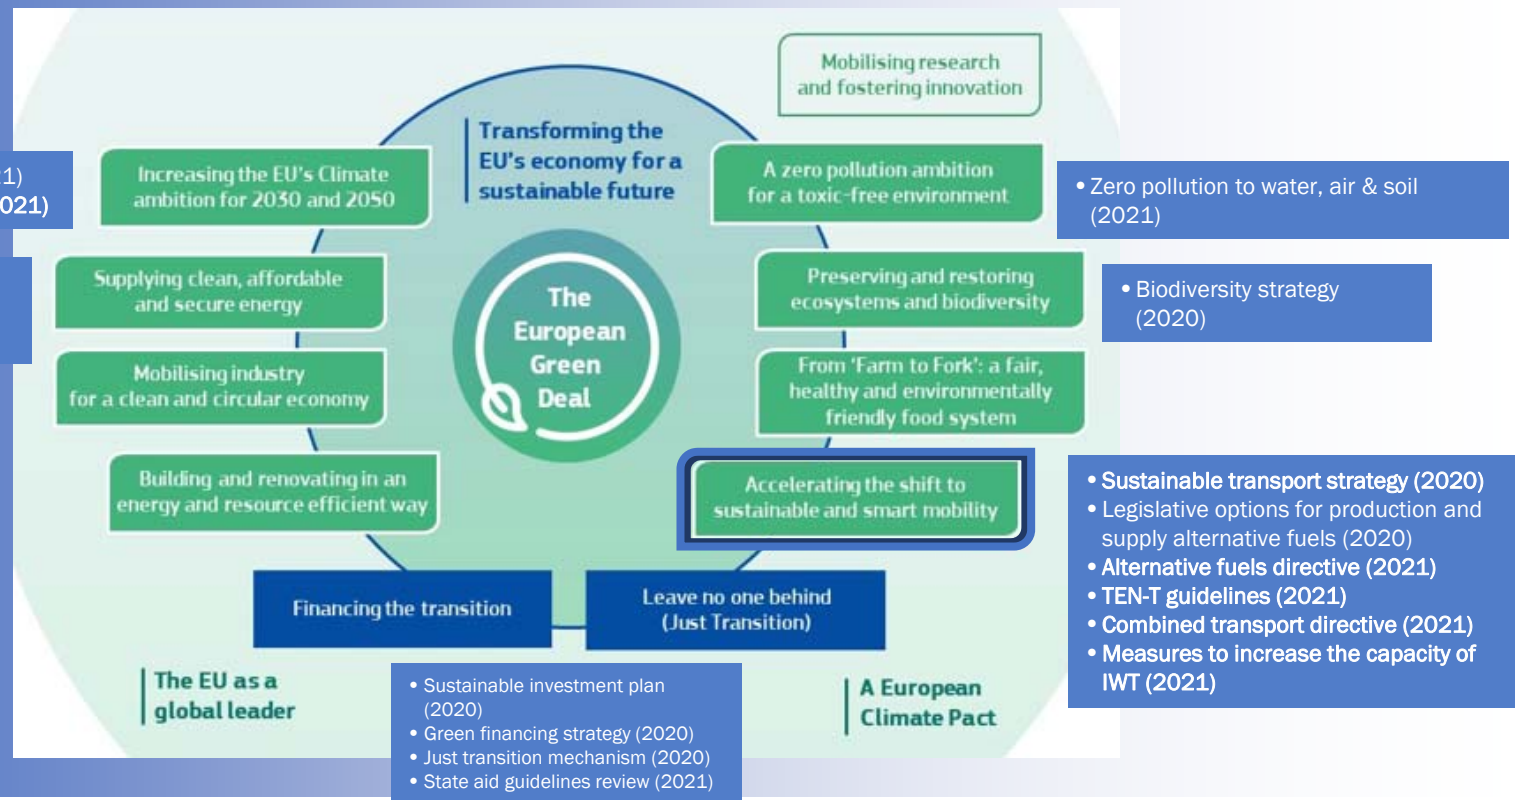 Mobilising research
and fostering innovation
Transforming the
EU's economy for a
sustainable future
1)
021)
Increasing the EU's Climate
ambition for 2030 and 2050
A zero pollution ambition
for a toxic-free environment
• Zero pollution to water, air & soil
(2021)
Supplying clean, affordable
and secure energy
The
European
Green
Deal
Preserving and restoring
ecosystems and biodiversity
• Biodiversity strategy
(2020)
Mobilising industry
for a clean and circular economy
From 'Farm to Fork': a fair,
healthy and environmentally
friendly food system
Building and renovating in an
energy and resource efficient way
Accelerating the shift to
sustainable and smart mobility
• Sustainable transport strategy (2020)
• Legislative options for production and
supply alternative fuels (2020)
• Alternative fuels directive (2021)
• TEN-T guidelines (2021)
• Combined transport directive (2021)
• Measures to increase the capacity of
IWT (2021)
Financing the transition
Leave no one behind
(Just Transition)
The EU as a
global leader
• Sustainable investment plan
(2020)
• Green financing strategy (2020)
• Just transition mechanism (2020)
• State aid guidelines review (2021)
A European
Climate Pact